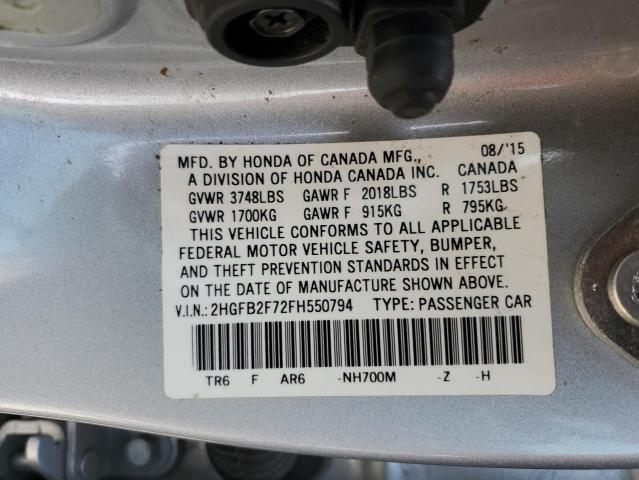 MFD. BY HONDA OF CANADA MFG., 08/'15
A DIVISION OF HONDA CANADA INC. CANADA
GVWR 3748LBS GAWR F 2018LBS R 1753LBS
GVWR 1700KG GAWR F 915KG R 795KG
THIS VEHICLE CONFORMS TO ALL APPLICABLE
FEDERAL MOTOR VEHICLE SAFETY, BUMPER,
AND THEFT PREVENTION STANDARDS IN EFFECT
ON THE DATE OF MANUFACTURE SHOWN ABOVE.
V.I.N.: 2HGFB2F72FH550794 TYPE: PASSENGER CAR
TR6 F AR6 -NH700M -Z -H